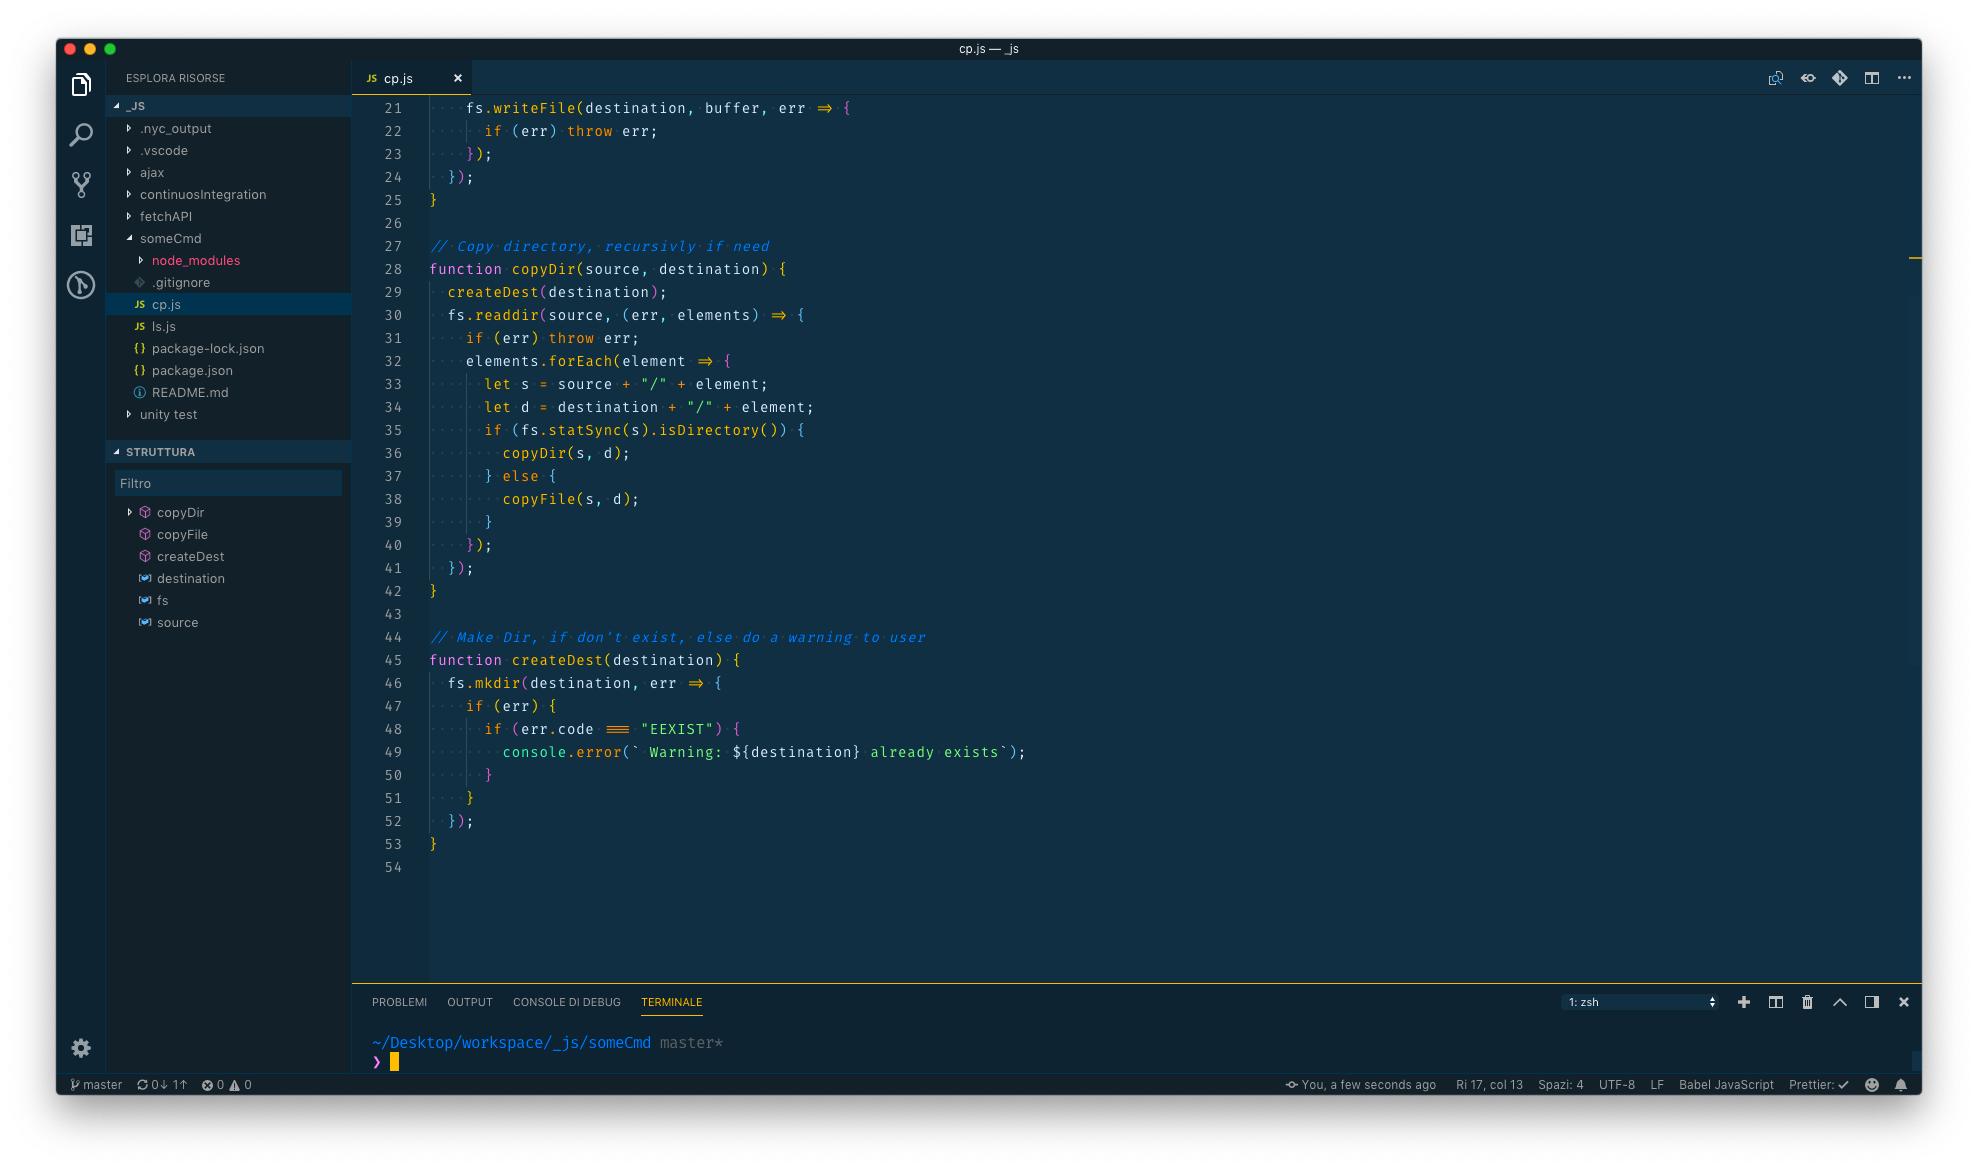 cp.js — _js
ESPLORA RISORSE
_JS
.nyc_output
.vscode
ajax
continuosIntegration
fetchAPI
someCmd
node_modules
.gitignore
JS cp.js
JS ls.js
{} package-lock.json
{} package.json
README.md
unity test
STRUTTURA
Filtro
copyDir
copyFile
createDest
destination
fs
source
JS cp.js
21     fs.writeFile(destination, buffer, err => {
22       if (err) throw err;
23     });
24   });
25 }
26
27 // Copy directory, recursivly if need
28 function copyDir(source, destination) {
29   createDest(destination);
30   fs.readdir(source, (err, elements) => {
31     if (err) throw err;
32     elements.forEach(element => {
33       let s = source + "/" + element;
34       let d = destination + "/" + element;
35       if (fs.statSync(s).isDirectory()) {
36         copyDir(s, d);
37       } else {
38         copyFile(s, d);
39       }
40     });
41   });
42 }
43
44 // Make Dir, if don't exist, else do a warning to user
45 function createDest(destination) {
46   fs.mkdir(destination, err => {
47     if (err) {
48       if (err.code === "EEXIST") {
49         console.error(` Warning: ${destination} already exists`);
50       }
51     }
52   });
53 }
54
PROBLEMI OUTPUT CONSOLE DI DEBUG TERMINALE
1: zsh
~/Desktop/workspace/_js/someCmd master*
❯
master 0↓ 1↑ 0 0 You, a few seconds ago Ri 17, col 13 Spazi: 4 UTF-8 LF Babel JavaScript Prettier: ✓